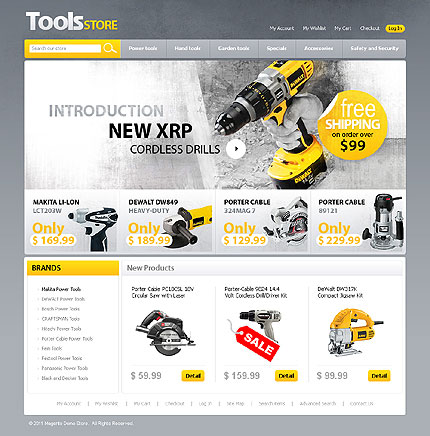 Tools STORE
My Account My Wishlist My Cart Checkout Log In
Search our store
Power tools Hand tools Garden tools Specials Accessories Safety and Security
INTRODUCTION
NEW XRP
CORDLESS DRILLS
free
SHIPPING
on order over
$99
DEWALT
MAKITA LI-LON
LCT203W
Only
$ 169.99
DEWALT DW849
HEAVY-DUTY
Only
$ 189.99
PORTER CABLE
324MAG 7
Only
$ 129.99
PORTER CABLE
89121
Only
$ 229.99
BRANDS
Makita Power Tools
DeWalt Power Tools
Bosch Power Tools
CRAFTSMAN Tools
Hitachi Power Tools
Porter Cable Power Tools
Fein Tools
Festool Power Tools
Panasonic Power Tools
Black and Decker Tools
New Products
Porter Cable PC18CSL 18V
Circular Saw with Laser
$ 59.99
Detail
Porter-Cable 9024 14.4
Volt Cordless Drill/Driver Kit
SALE
$ 159.99
Detail
DeWalt DW317K
Compact Jigsaw Kit
$ 99.99
Detail
My Account | My Wishlist | My Cart | Checkout | Log In | Site Map | Search Terms | Advanced Search | Contact Us
© 2011 Magento Demo Store. All Rights Reserved.